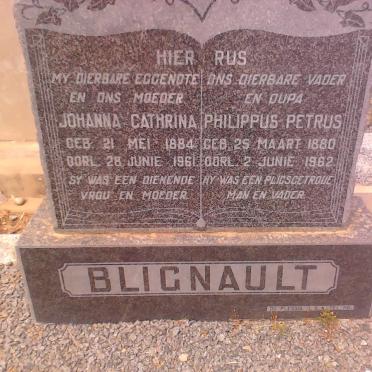 HIER RUS
MY DIERBARE EGGENOTE
EN ONS MOEDER
JOHANNA CATHRINA
GEB. 21 MEI 1884
OORL. 28 JUNIE 1961
SY WAS EEN DIENENDE
VROU EN MOEDER.
ONS DIERBARE VADER
EN OUPA
PHILIPPUS PETRUS
GEB. 25 MAART 1880
OORL. 2 JUNIE 1962
HY WAS EEN PLIGSGETROUE
MAN EN VADER.
BLIGNAULT